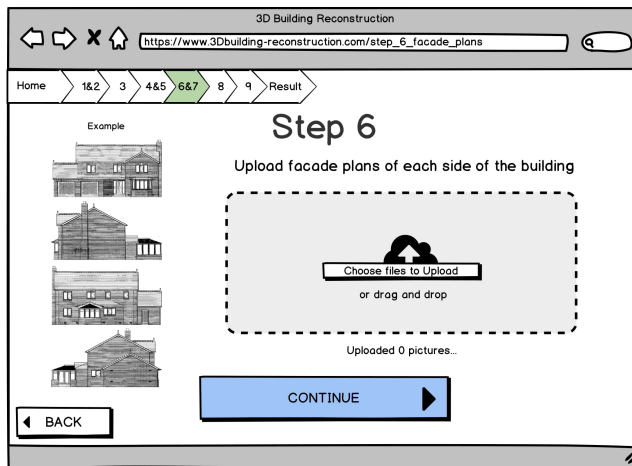 3D Building Reconstruction
https://www.3Dbuilding-reconstruction.com/step_6_facade_plans
Home 1&2 3 4&5 6&7 8 9 Result
Example
Step 6
Upload facade plans of each side of the building
Choose files to Upload
or drag and drop
Uploaded 0 pictures...
CONTINUE
BACK